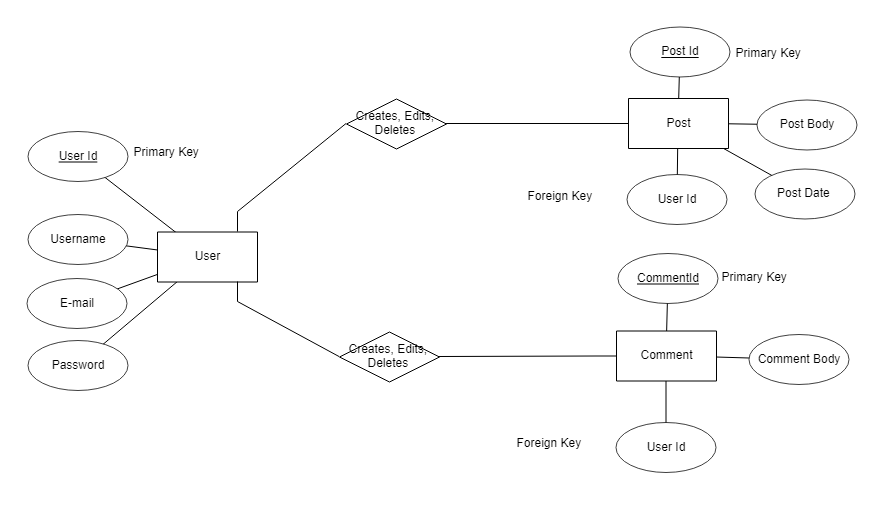 Post Id
Primary Key
Creates, Edits,
Deletes
Post
Post Body
User Id
Primary Key
Foreign Key
User Id
Post Date
Username
User
E-mail
CommentId
Primary Key
Password
Creates, Edits,
Deletes
Comment
Comment Body
Foreign Key
User Id